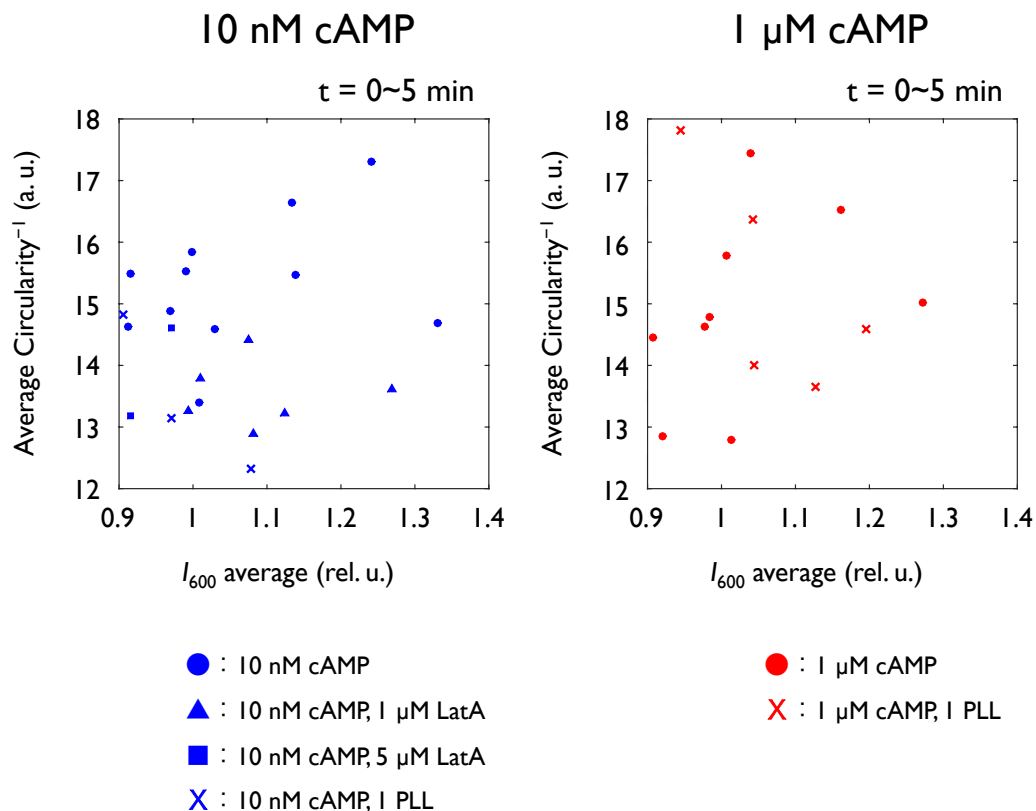 10 nM cAMP
t = 0~5 min
18
17
16
15
14
13
12
0.9 1 1.1 1.2 1.3 1.4
Average Circularity⁻¹ (a. u.)
I₆₀₀ average (rel. u.)
: 10 nM cAMP
: 10 nM cAMP, 1 µM LatA
: 10 nM cAMP, 5 µM LatA
: 10 nM cAMP, 1 PLL
1 µM cAMP
t = 0~5 min
18
17
16
15
14
13
12
0.9 1 1.1 1.2 1.3 1.4
Average Circularity⁻¹ (a. u.)
I₆₀₀ average (rel. u.)
: 1 µM cAMP
: 1 µM cAMP, 1 PLL